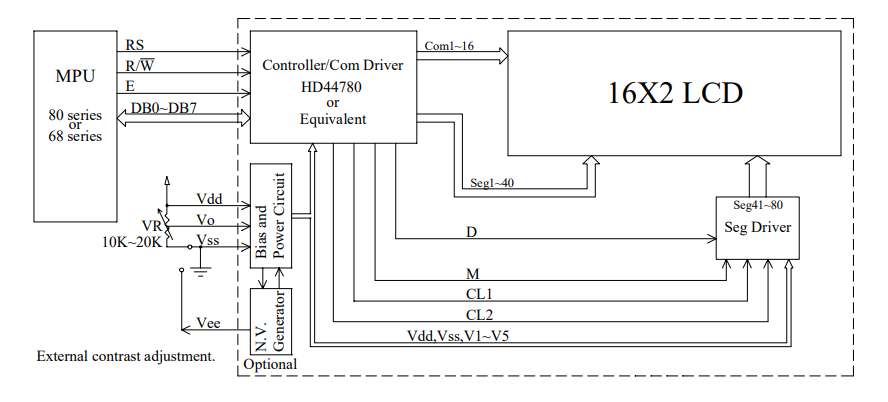 MPU
80 series
or
68 series
RS
R/W̅
E
DB0~DB7
Controller/Com Driver
HD44780
or
Equivalent
Com1~16
16X2 LCD
Seg1~40
Seg41~80
Seg Driver
Vdd
Vo
Vss
VR
10K~20K
Bias and
Power Circuit
D
M
CL1
CL2
Vdd,Vss,V1~V5
Vee
N.V.
Generator
Optional
External contrast adjustment.